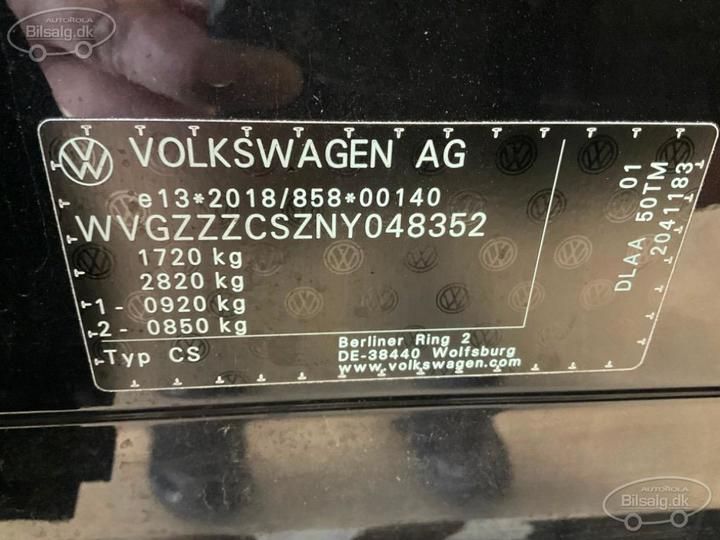 AUTOROLA
Bilsalg.dk
VOLKSWAGEN AG
e13*2018/858*00140
WVGZZZCSZNY048352
1720 kg
2820 kg
1 - 0920 kg
2 - 0850 kg
Typ CS
Berliner Ring 2
DE-38440 Wolfsburg
www.volkswagen.com
01
DLAA 50TM
2041183
AUTOROLA
Bilsalg.dk